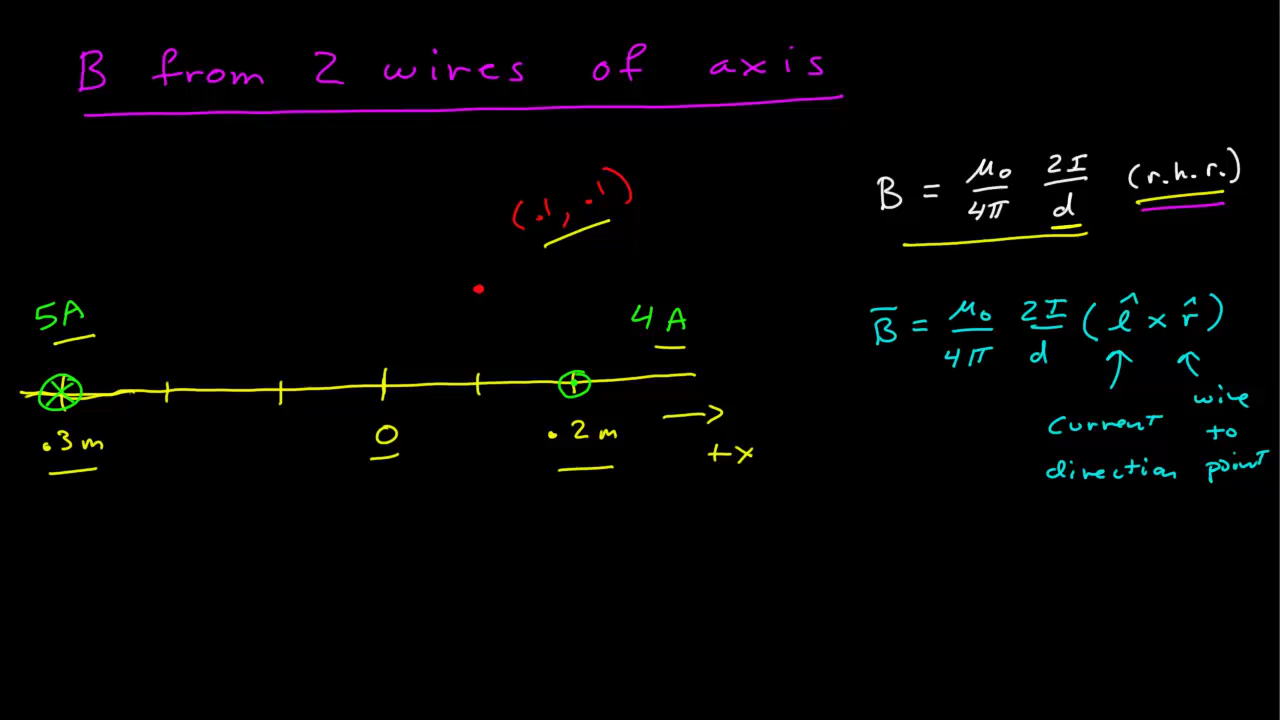 B from 2 wires of axis
B = μ₀/4π 2I/d (r.h.r.)
(.1, .1)
5A
4A
B̅ = μ₀/4π 2I/d (l̂ × r̂)
.3m
0
.2m
+x
current direction
wire to point